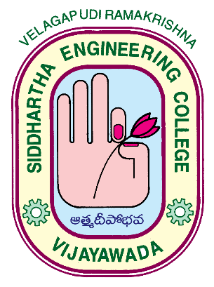 VELAGAPUDI RAMAKRISHNA
SIDDHARTHA ENGINEERING COLLEGE
ఆత్మదీపోభవ
VIJAYAWADA